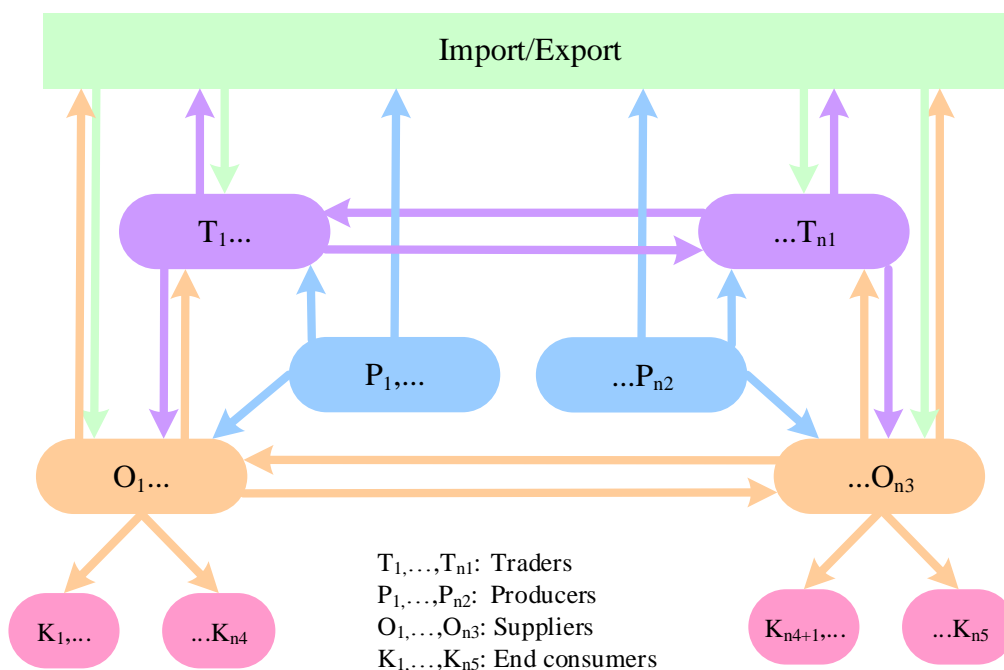 Import/Export
T1... ...Tn1
P1,... ...Pn2
O1... ...On3
T1,...,Tn1: Traders
P1,...,Pn2: Producers
O1,...,On3: Suppliers
K1,...,Kn5: End consumers
K1,... ...Kn4 Kn4+1,... ...Kn5